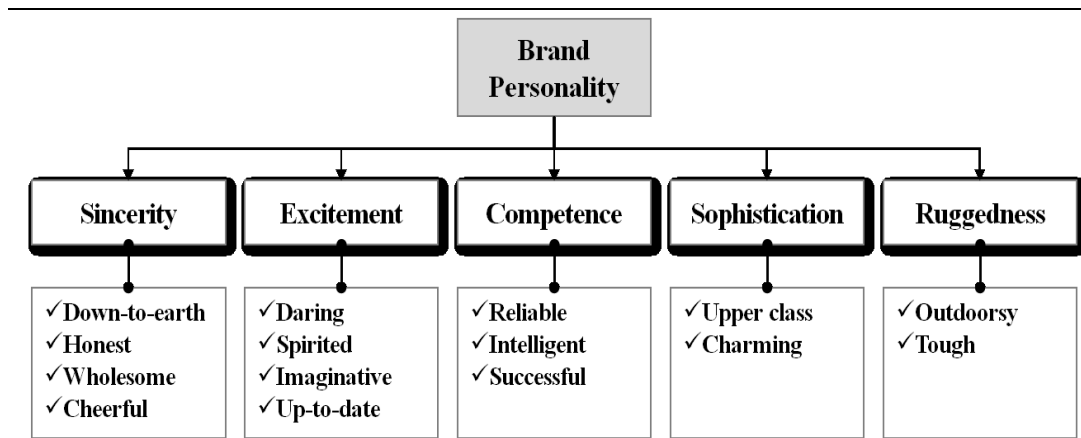 Brand
Personality
Sincerity
Excitement
Competence
Sophistication
Ruggedness
✓Down-to-earth
✓Honest
✓Wholesome
✓Cheerful
✓Daring
✓Spirited
✓Imaginative
✓Up-to-date
✓Reliable
✓Intelligent
✓Successful
✓Upper class
✓Charming
✓Outdoorsy
✓Tough